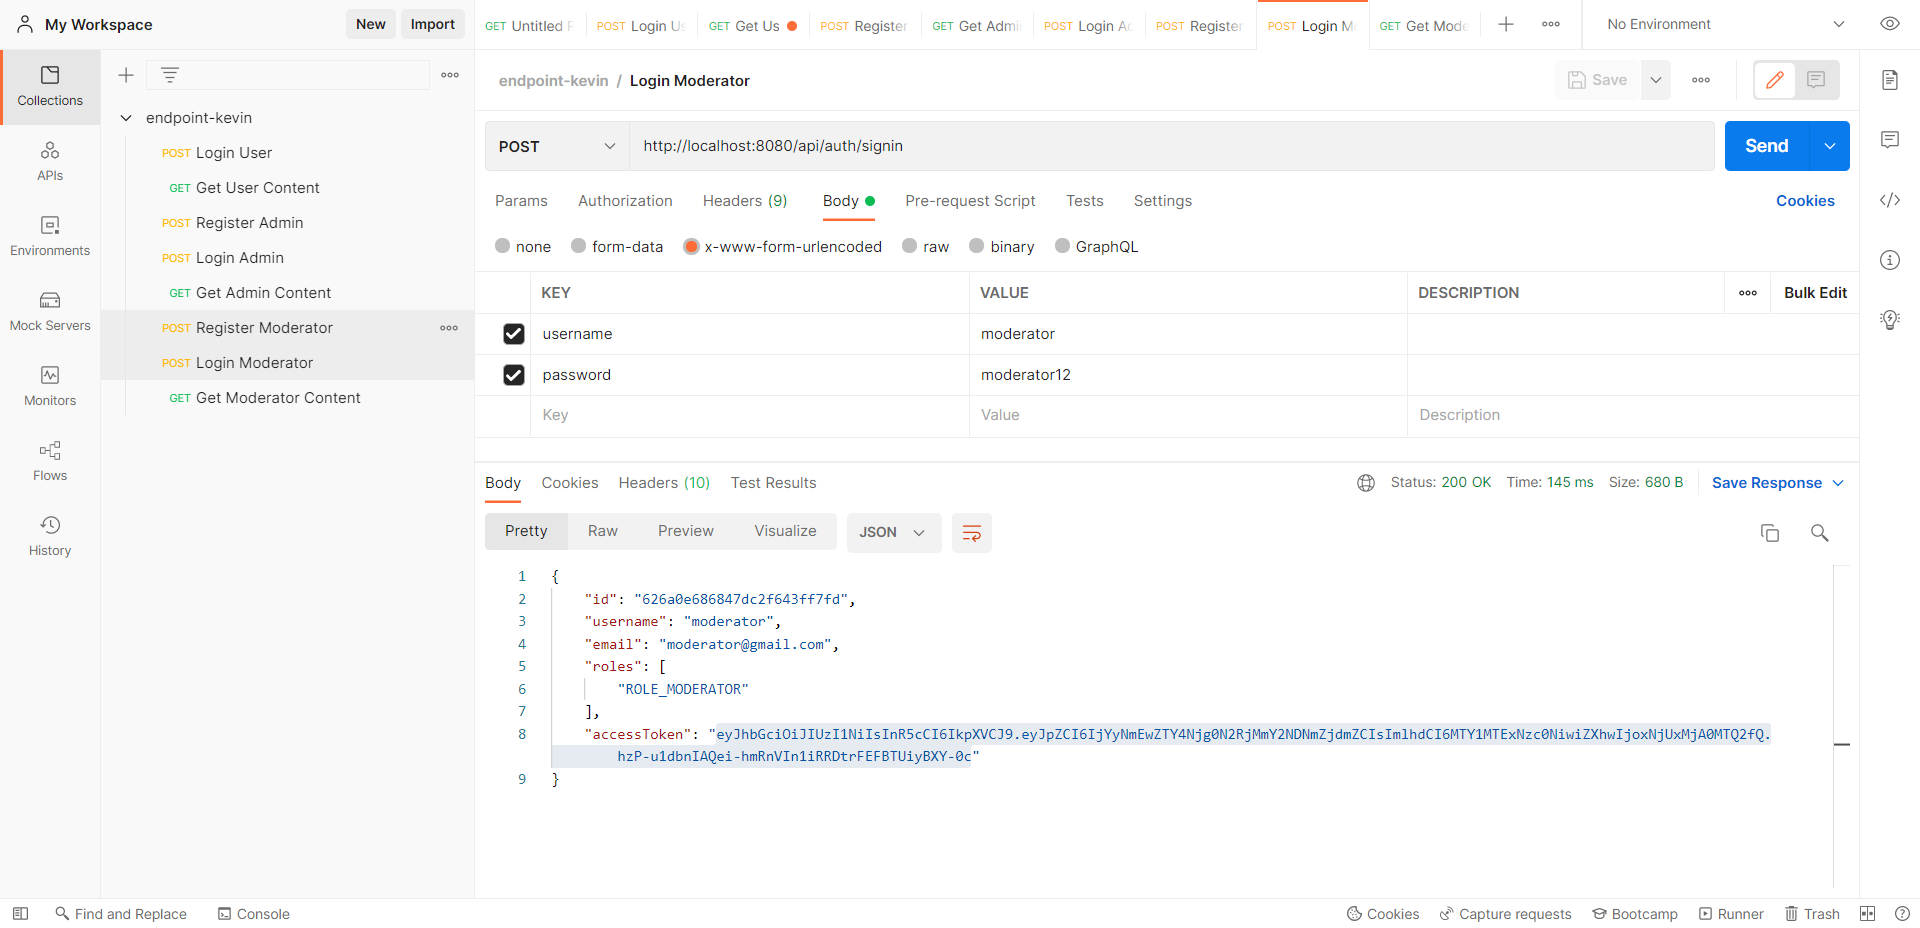 My Workspace
New
Import
GET Untitled R
POST Login Us
GET Get Us
POST Register
GET Get Admi
POST Login Ad
POST Register
POST Login Mo
GET Get Mode
No Environment
Collections
APIs
Environments
Mock Servers
Monitors
Flows
History
endpoint-kevin
POST Login User
GET Get User Content
POST Register Admin
POST Login Admin
GET Get Admin Content
POST Register Moderator
POST Login Moderator
GET Get Moderator Content
endpoint-kevin / Login Moderator
Save
POST
http://localhost:8080/api/auth/signin
Send
Params Authorization Headers (9) Body Pre-request Script Tests Settings
Cookies
none form-data x-www-form-urlencoded raw binary GraphQL
KEY VALUE DESCRIPTION Bulk Edit
username moderator
password moderator12
Key Value Description
Body Cookies Headers (10) Test Results
Status: 200 OK Time: 145 ms Size: 680 B Save Response
Pretty Raw Preview Visualize JSON
1 {
2 "id": "626a0e686847dc2f643ff7fd",
3 "username": "moderator",
4 "email": "moderator@gmail.com",
5 "roles": [
6 "ROLE_MODERATOR"
7 ],
8 "accessToken": "eyJhbGciOiJIUzI1NiIsInR5cCI6IkpXVCJ9.eyJpZCI6IjYyNmEwZTY4Njg0N2RjMmY2NDNmZjdmZCIsImlhdCI6MTY1MTExNzc0NiwiZXhwIjoxNjUxMjA0MTQ2fQ.
hzP-u1dbnIAQei-hmRnVIn1iRRDtrFEFBTUiyBXY-0c"
9 }
Find and Replace Console
Cookies Capture requests Bootcamp Runner Trash